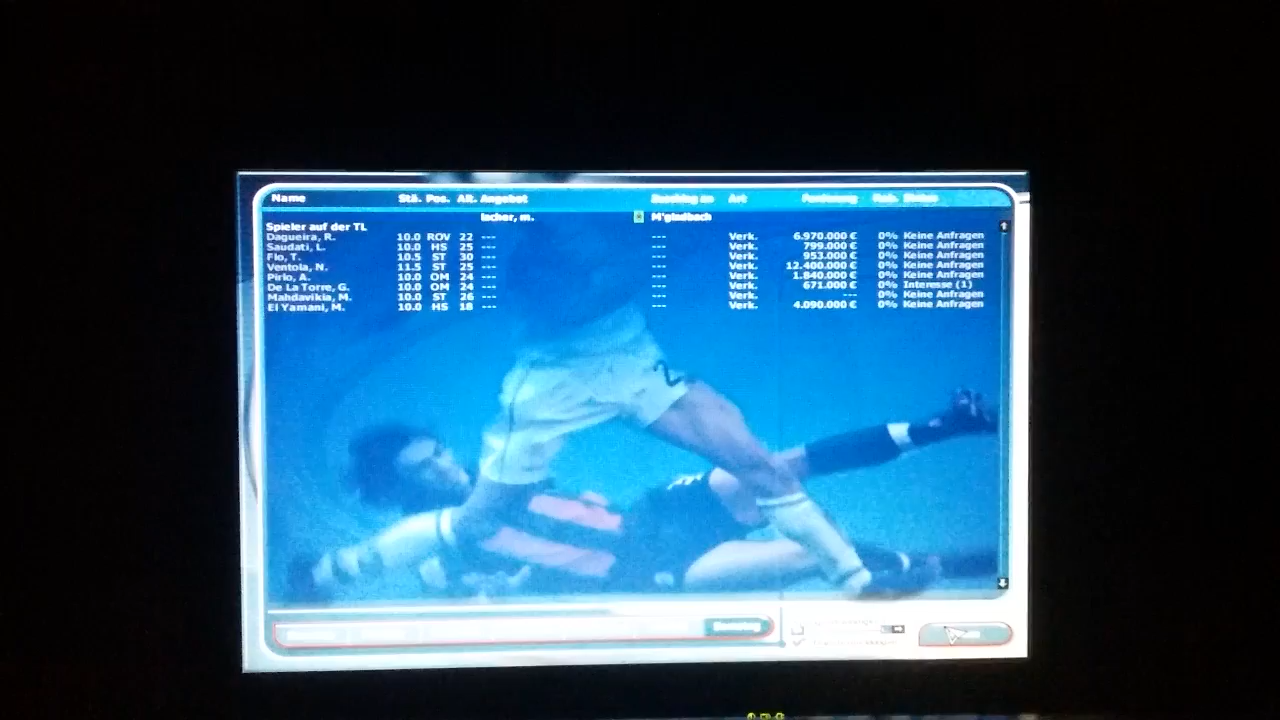 Name Stä. Pos. Alt. Angebot Art
locher, m. M'gladbach
Spieler auf der TL
Dagueira, R. 10.0 ROV 22 --- --- Verk. 6.970.000 € 0% Keine Anfragen
Saudati, L. 10.0 HS 25 --- --- Verk. 799.000 € 0% Keine Anfragen
Flo, T. 10.5 ST 30 --- --- Verk. 953.000 € 0% Keine Anfragen
Ventola, N. 11.5 ST 25 --- --- Verk. 12.400.000 € 0% Keine Anfragen
Pirlo, A. 10.0 OM 24 --- --- Verk. 1.840.000 € 0% Keine Anfragen
De La Torre, G. 10.0 OM 24 --- --- Verk. 671.000 € 0% Interesse (1)
Mahdavikia, M. 10.0 ST 26 --- --- Verk. --- 0% Keine Anfragen
El Yamani, M. 10.0 HS 18 --- --- Verk. 4.090.000 € 0% Keine Anfragen
2